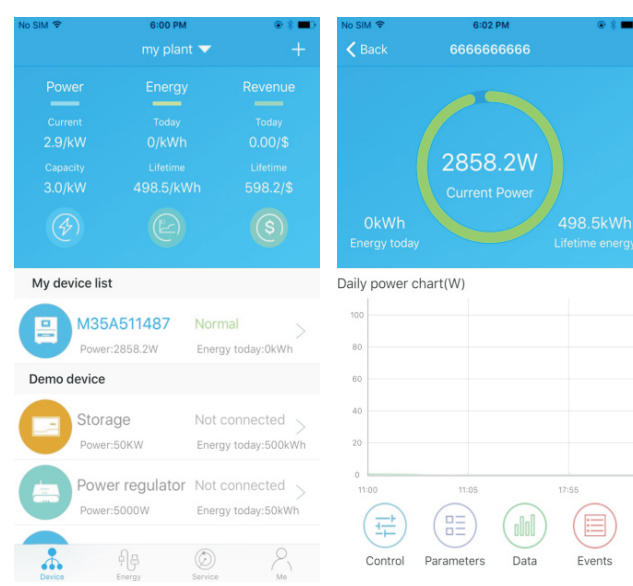 No SIM 6:00 PM
my plant
Power Energy Revenue
Current Today Today
2.9/kW 0/kWh 0.00/$
Capacity Lifetime Lifetime
3.0/kW 498.5/kWh 598.2/$
$
My device list
M35A511487 Normal
Power:2858.2W Energy today:0kWh
Demo device
Storage Not connected
Power:50KW Energy today:500kWh
Power regulator Not connected
Power:5000W Energy today:50kWh
Device Energy Service Me
No SIM 6:02 PM
Back 6666666666
2858.2W
Current Power
0kWh 498.5kWh
Energy today Lifetime energy
Daily power chart(W)
100
80
60
40
20
0
11:00 11:05 17:55
Control Parameters Data Events